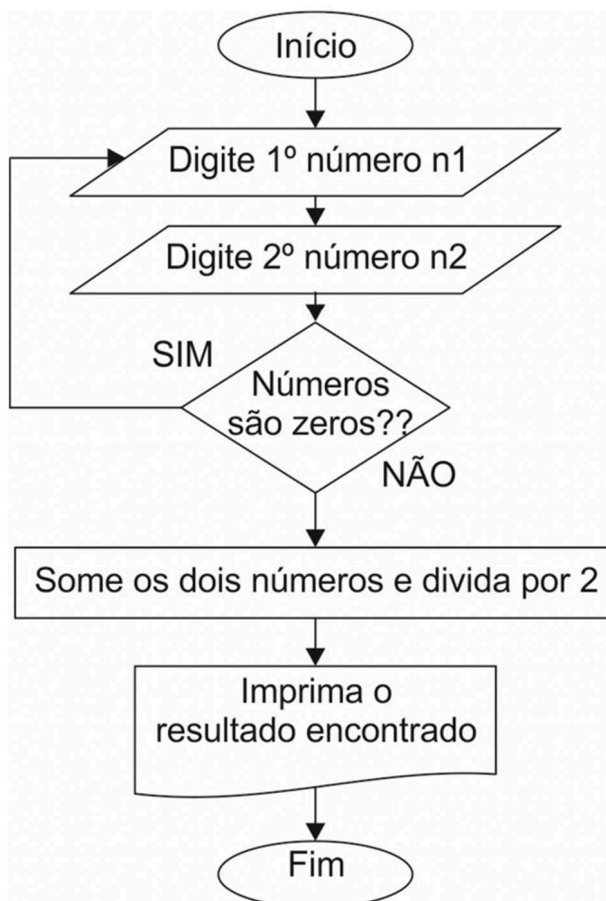 Início
Digite 1º número n1
Digite 2º número n2
SIM
Números
são zeros??
NÃO
Some os dois números e divida por 2
Imprima o
resultado encontrado
Fim